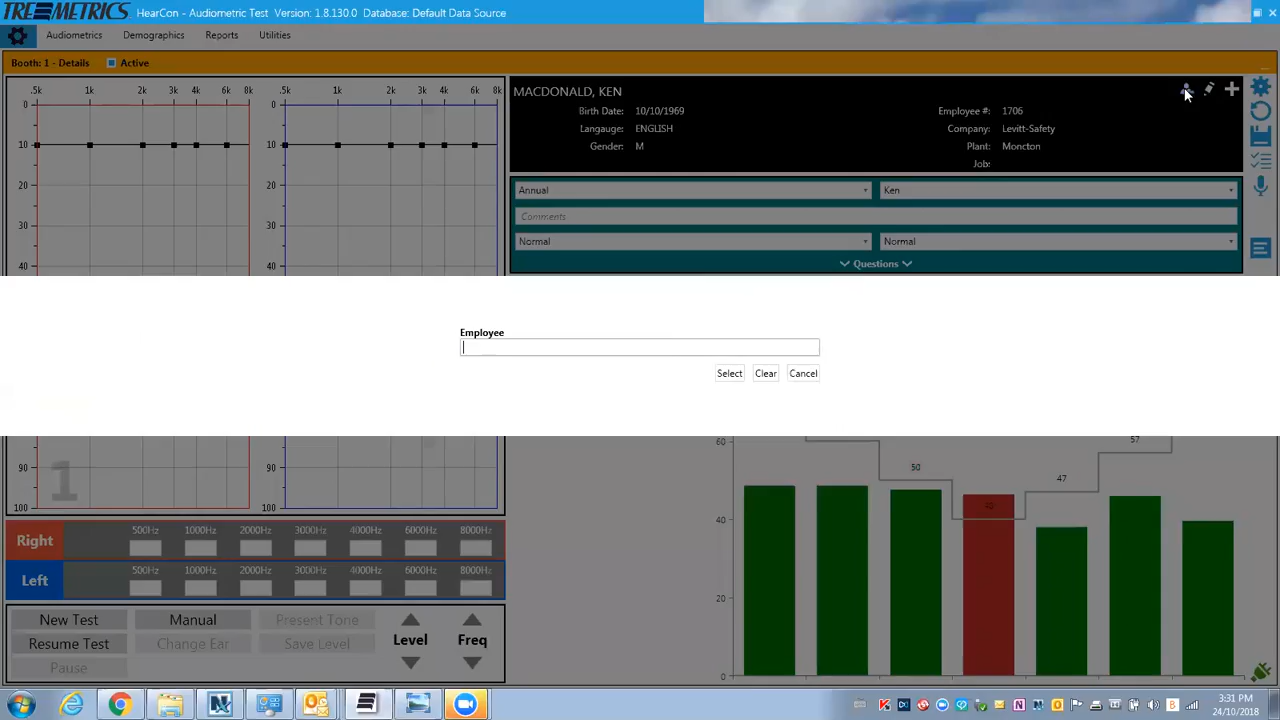 TREMETRICS HearCon - Audiometric Test Version: 1.8.130.0 Database: Default Data Source
Audiometrics Demographics Reports Utilities
Booth: 1 - Details Active
.5k 1k 2k 3k 4k 6k 8k .5k 1k 2k 3k 4k 6k 8k
0 0
10 10
20 20
30 30
40 40
MACDONALD, KEN
Birth Date: 10/10/1969 Employee #: 1706
Langauge: ENGLISH Company: Levitt-Safety
Gender: M Plant: Moncton
Job:
Annual Ken
Comments
Normal Normal
Questions
Employee
Select Clear Cancel
90 90
100 100
1
60
50 47 57
40
20
0
Right 500Hz 1000Hz 2000Hz 3000Hz 4000Hz 6000Hz 8000Hz
Left 500Hz 1000Hz 2000Hz 3000Hz 4000Hz 6000Hz 8000Hz
New Test Manual Present Tone
Resume Test Change Ear Save Level
Pause
Level Freq
3:31 PM
24/10/2018